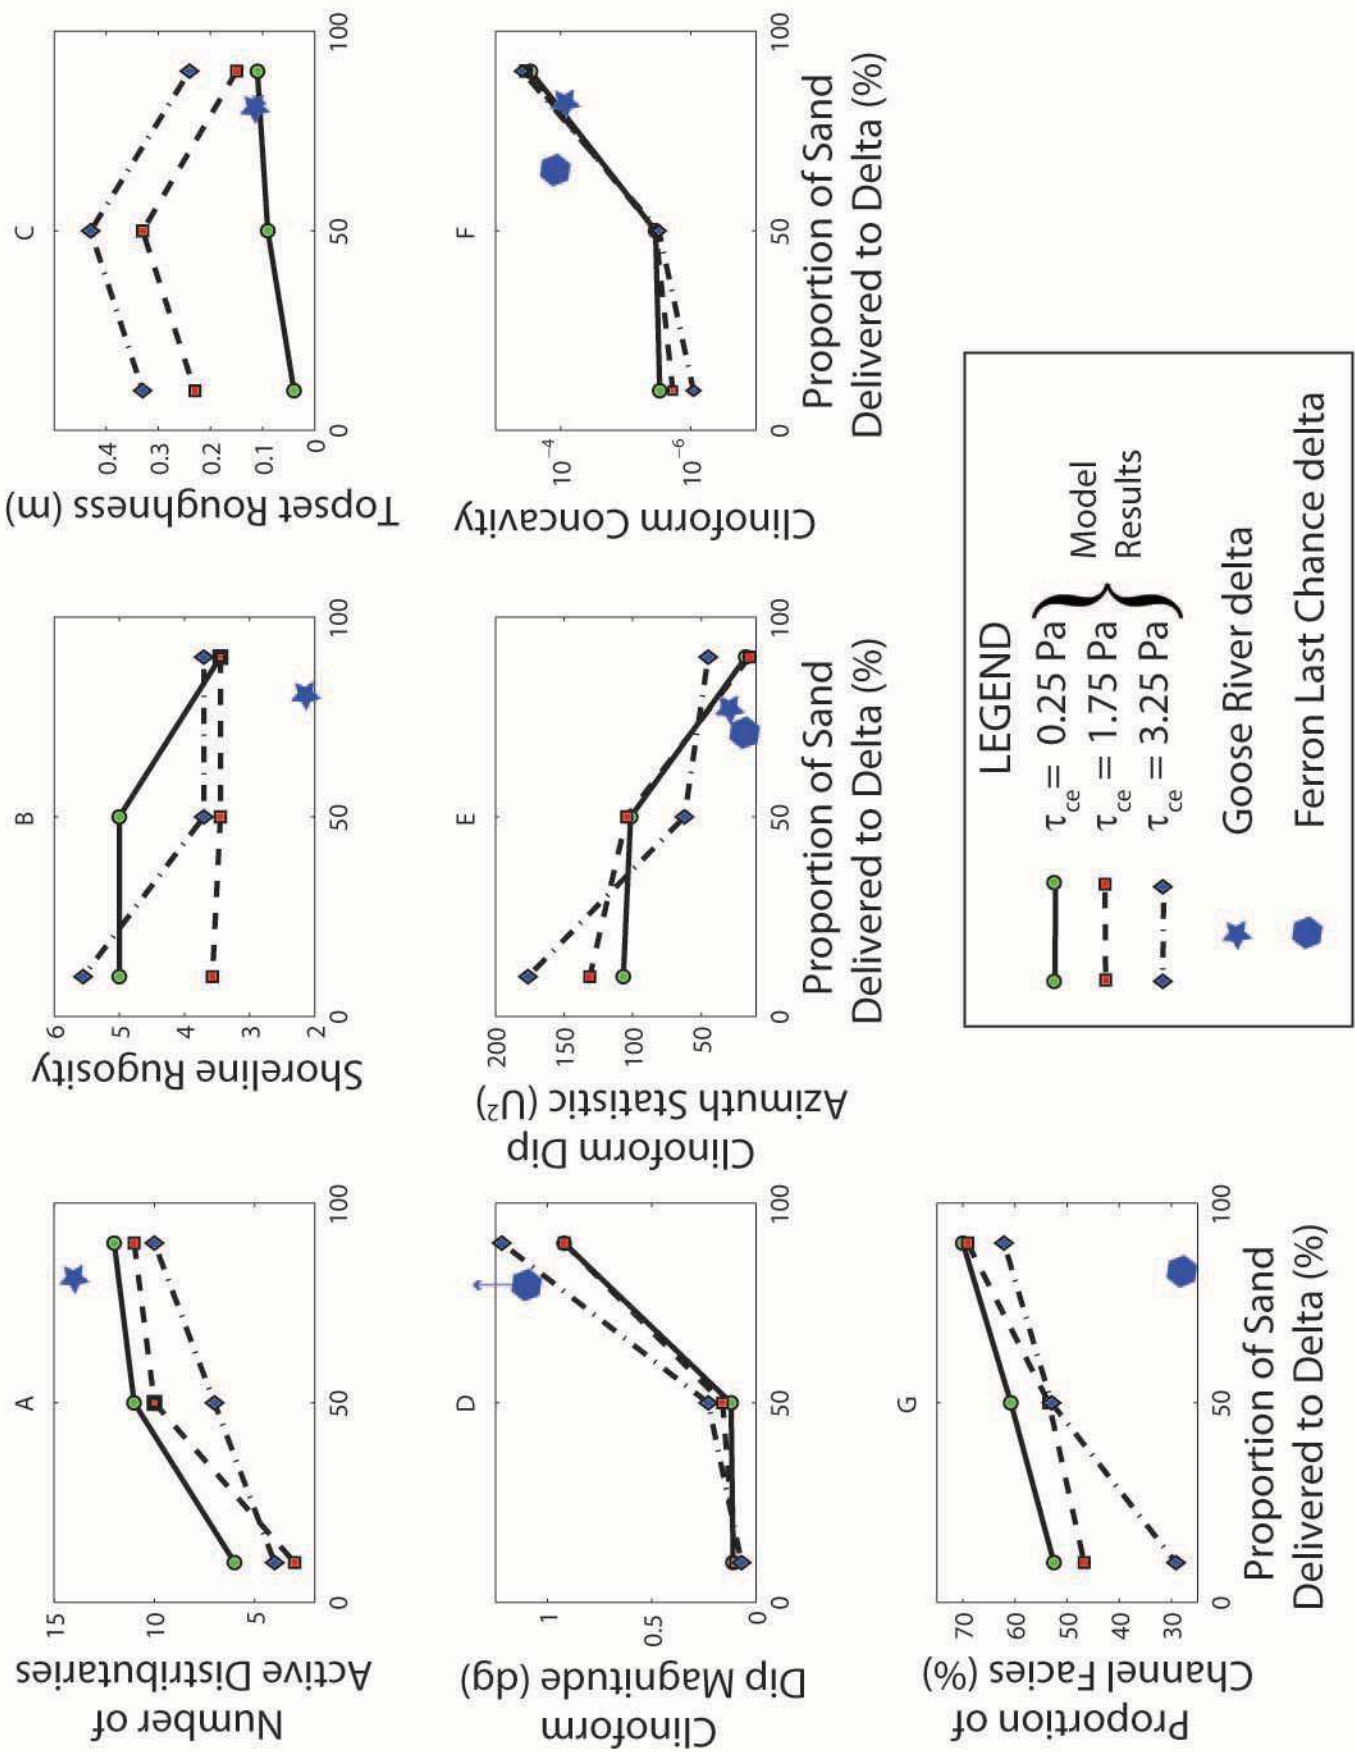 A
Number of
Active Distributaries
15
10
5
0
50
100
B
Shoreline Rugosity
6
5
4
3
2
0
50
100
C
Topset Roughness (m)
0.4
0.3
0.2
0.1
0
0
50
100
D
Clinoform
Dip Magnitude (dg)
1
0.5
0
0
50
100
E
Clinoform Dip
Azimuth Statistic (U²)
200
150
100
50
0
50
100
Proportion of Sand
Delivered to Delta (%)
F
Clinoform Concavity
10⁻⁴
10⁻⁶
0
50
100
Proportion of Sand
Delivered to Delta (%)
G
Proportion of
Channel Facies (%)
70
60
50
40
30
0
50
100
Proportion of Sand
Delivered to Delta (%)
LEGEND
τce = 0.25 Pa
τce = 1.75 Pa
τce = 3.25 Pa
Model
Results
Goose River delta
Ferron Last Chance delta